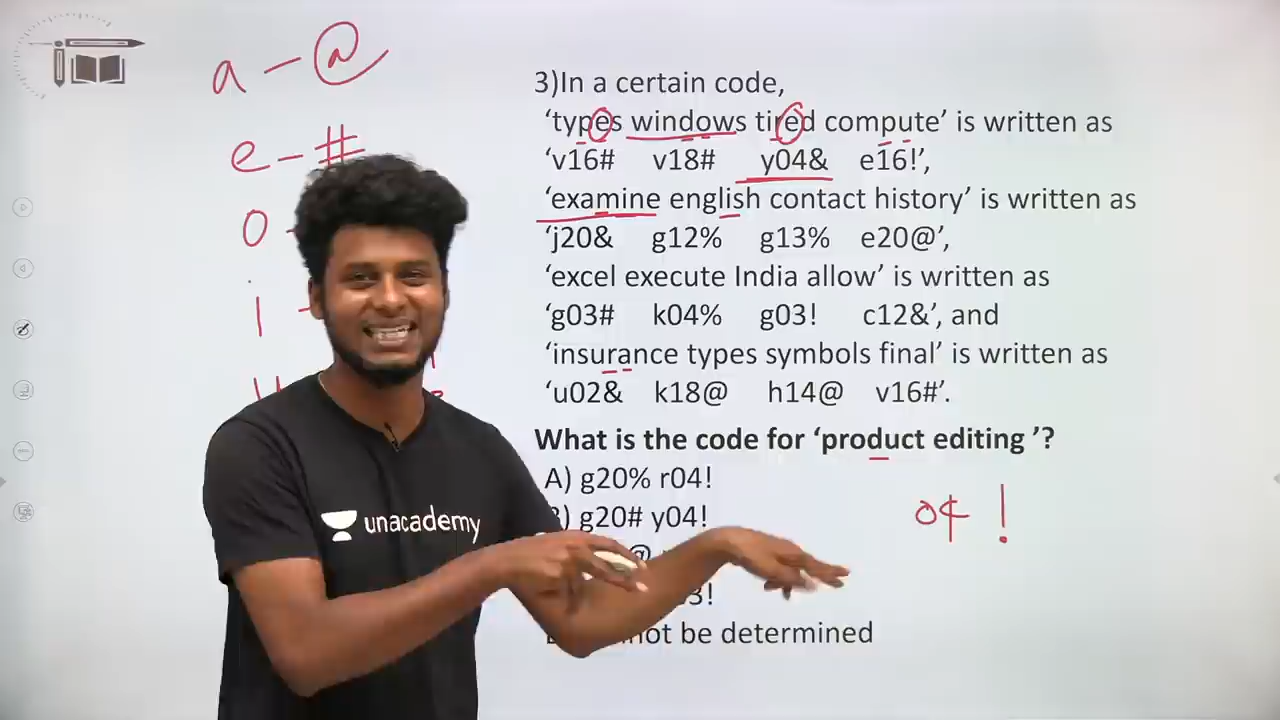 a - @
e - #
0
i -
3)In a certain code,
‘types windows tired compute’ is written as
‘v16# v18# y04& e16!’,
‘examine english contact history’ is written as
‘j20& g12% g13% e20@’,
‘excel execute India allow’ is written as
‘g03# k04% g03! c12&’, and
‘insurance types symbols final’ is written as
‘u02& k18@ h14@ v16#’.
What is the code for ‘product editing ’?
A) g20% r04!
B) g20# y04!
@
3!
not be determined
04 !
unacademy